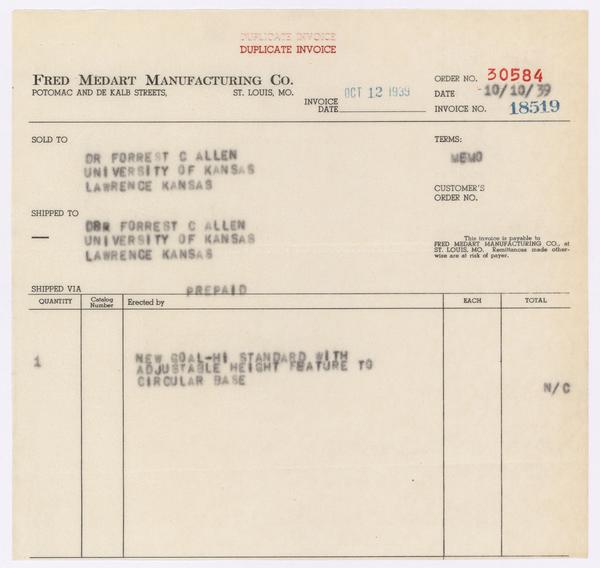 DUPLICATE INVOICE
DUPLICATE INVOICE
FRED MEDART MANUFACTURING CO.
POTOMAC AND DE KALB STREETS, ST. LOUIS, MO.
INVOICE DATE OCT 12 1939
ORDER NO. 30584
DATE 10/10/39
INVOICE NO. 18519
SOLD TO
DR FORREST C ALLEN
UNIVERSITY OF KANSAS
LAWRENCE KANSAS
TERMS:
MEMO
CUSTOMER'S
ORDER NO.
SHIPPED TO
DR FORREST C ALLEN
UNIVERSITY OF KANSAS
LAWRENCE KANSAS
This invoice is payable to
FRED MEDART MANUFACTURING CO., at
ST. LOUIS, MO. Remittances made other-
wise are at risk of payer.
SHIPPED VIA PREPAID
QUANTITY Catalog Number Erected by EACH TOTAL
1 NEW GOAL-HI STANDARD WITH
ADJUSTABLE HEIGHT FEATURE TO
CIRCULAR BASE
N/C